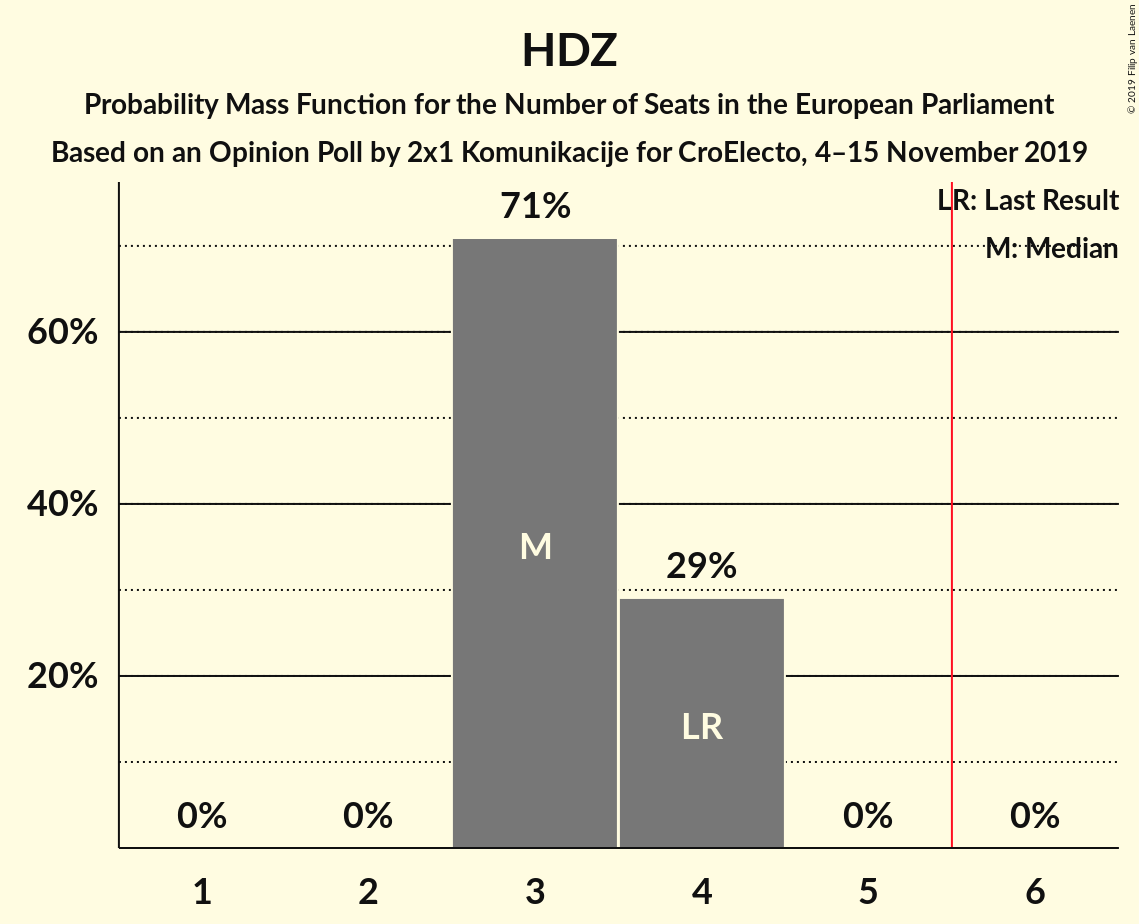 HDZ
Probability Mass Function for the Number of Seats in the European Parliament
Based on an Opinion Poll by 2x1 Komunikacije for CroElecto, 4–15 November 2019
© 2019 Filip van Laenen
LR: Last Result
M: Median
71%
60%
40%
M
29%
20%
LR
0%
0%
0%
0%
1
2
3
4
5
6